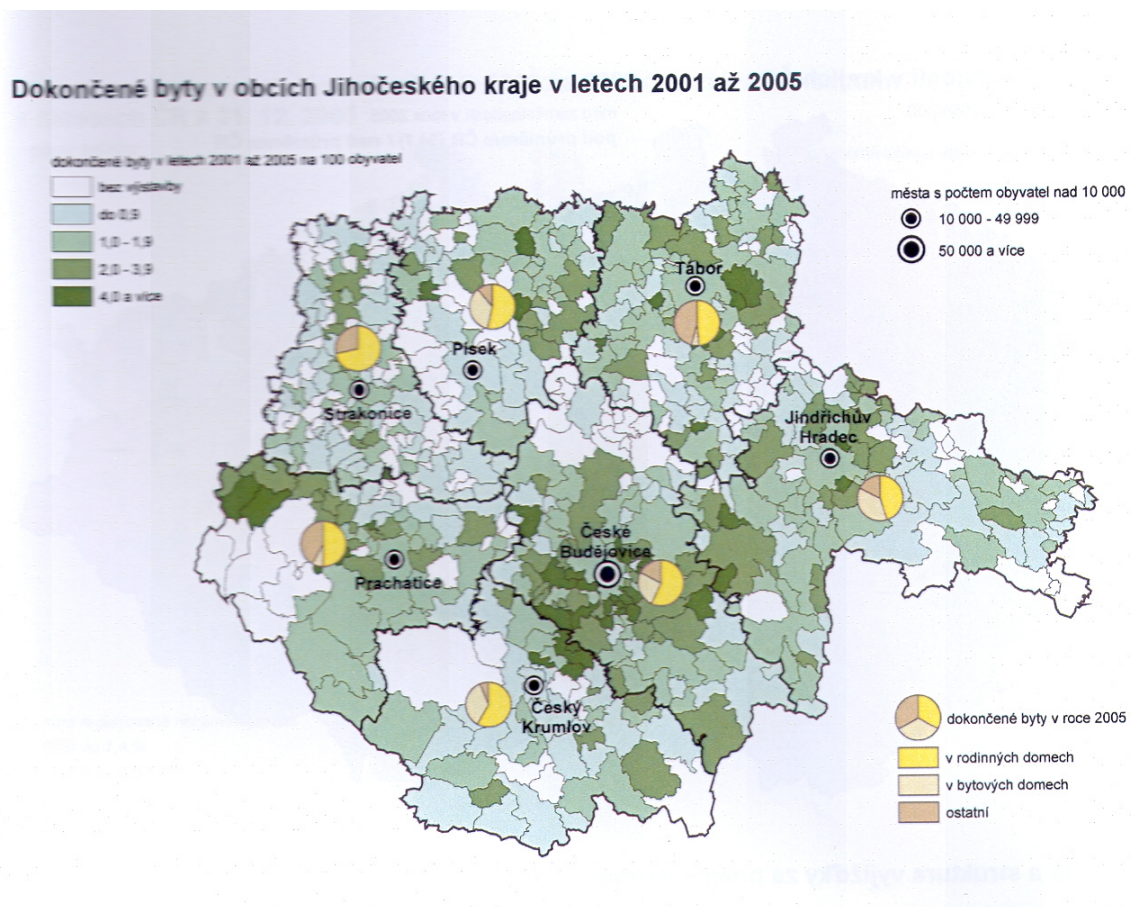 Dokončené byty v obcích Jihočeského kraje v letech 2001 až 2005
dokončené byty v letech 2001 až 2005 na 100 obyvatel
bez výstavby
do 0,9
1,0 - 1,9
2,0 - 3,9
4,0 a více
města s počtem obyvatel nad 10 000
10 000 - 49 999
50 000 a více
Tábor
Písek
Strakonice
Jindřichův
Hradec
České
Budějovice
Prachatice
Český
Krumlov
dokončené byty v roce 2005
v rodinných domech
v bytových domech
ostatní
a struktura vyjížďky za